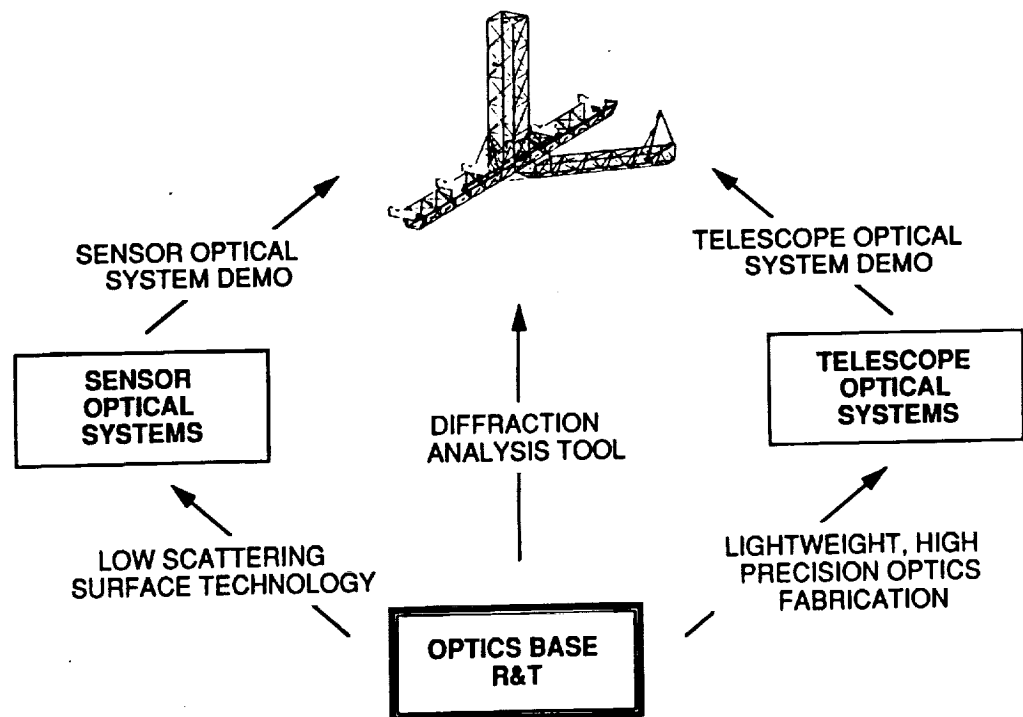 SENSOR OPTICAL
SYSTEM DEMO
TELESCOPE OPTICAL
SYSTEM DEMO
SENSOR
OPTICAL
SYSTEMS
DIFFRACTION
ANALYSIS TOOL
TELESCOPE
OPTICAL
SYSTEMS
LOW SCATTERING
SURFACE TECHNOLOGY
LIGHTWEIGHT, HIGH
PRECISION OPTICS
FABRICATION
OPTICS BASE
R&T